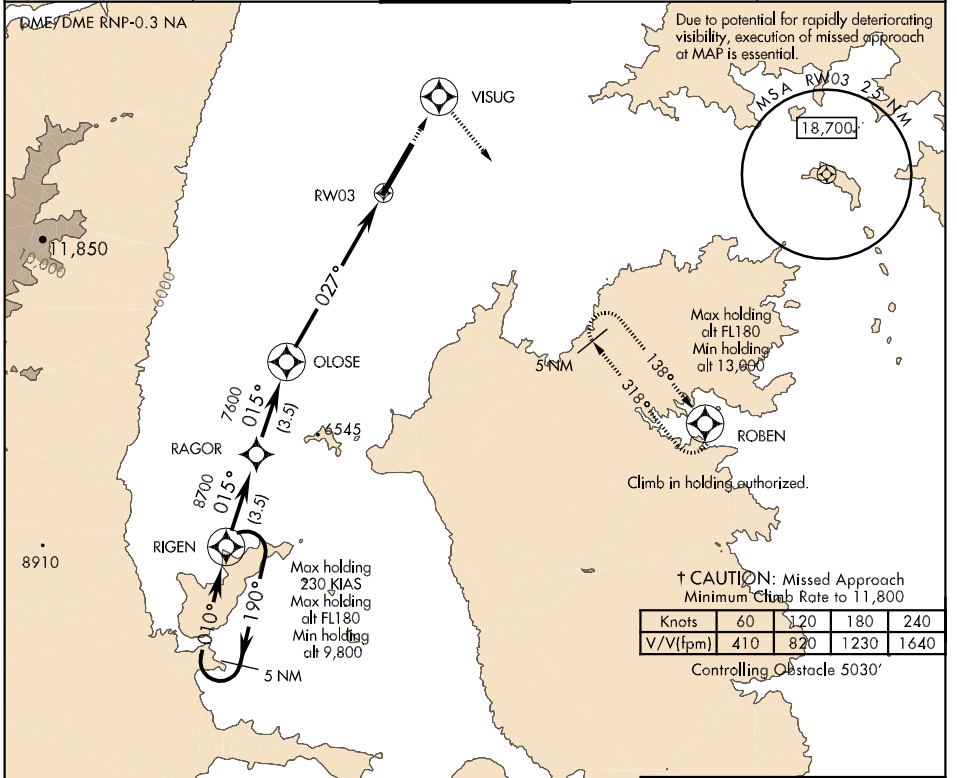 DME/DME RNP-0.3 NA
Due to potential for rapidly deteriorating
visibility, execution of missed approach
at MAP is essential.
MSA RW03 25 NM
18,700
VISUG
RW03
11,850
10,000
6000
027°
OLOSE
7600
015°
(3.5)
6545
RAGOR
8700
015°
(3.5)
RIGEN
8910
010°
190°
5 NM
Max holding
230 KIAS
Max holding
alt FL180
Min holding
alt 9,800
Max holding
alt FL180
Min holding
alt 13,000
5 NM
138°
318°
ROBEN
Climb in holding authorized.
† CAUTION: Missed Approach
Minimum Climb Rate to 11,800
Knots 60 120 180 240
V/V(fpm) 410 820 1230 1640
Controlling Obstacle 5030'